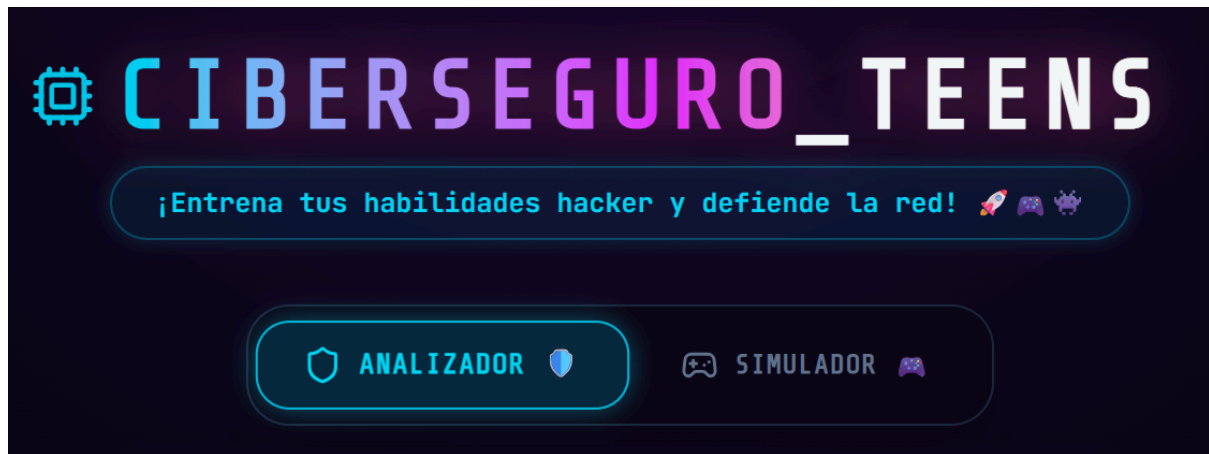 CIBERSEGURO_TEENS
¡Entrena tus habilidades hacker y defiende la red! 🚀🎮👾
ANALIZADOR 🛡️ SIMULADOR 🎮